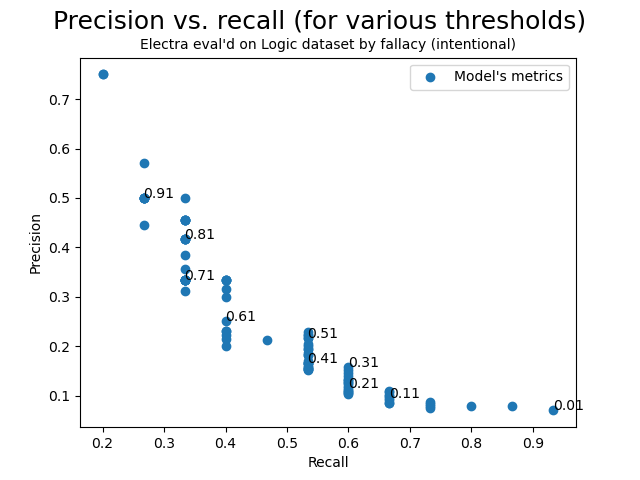 Precision vs. recall (for various thresholds)
Electra eval'd on Logic dataset by fallacy (intentional)
Model's metrics
0.7
0.6
0.5
0.4
0.3
0.2
0.1
Precision
0.91
0.81
0.71
0.61
0.51
0.41
0.31
0.21
0.11
0.01
0.2 0.3 0.4 0.5 0.6 0.7 0.8 0.9
Recall